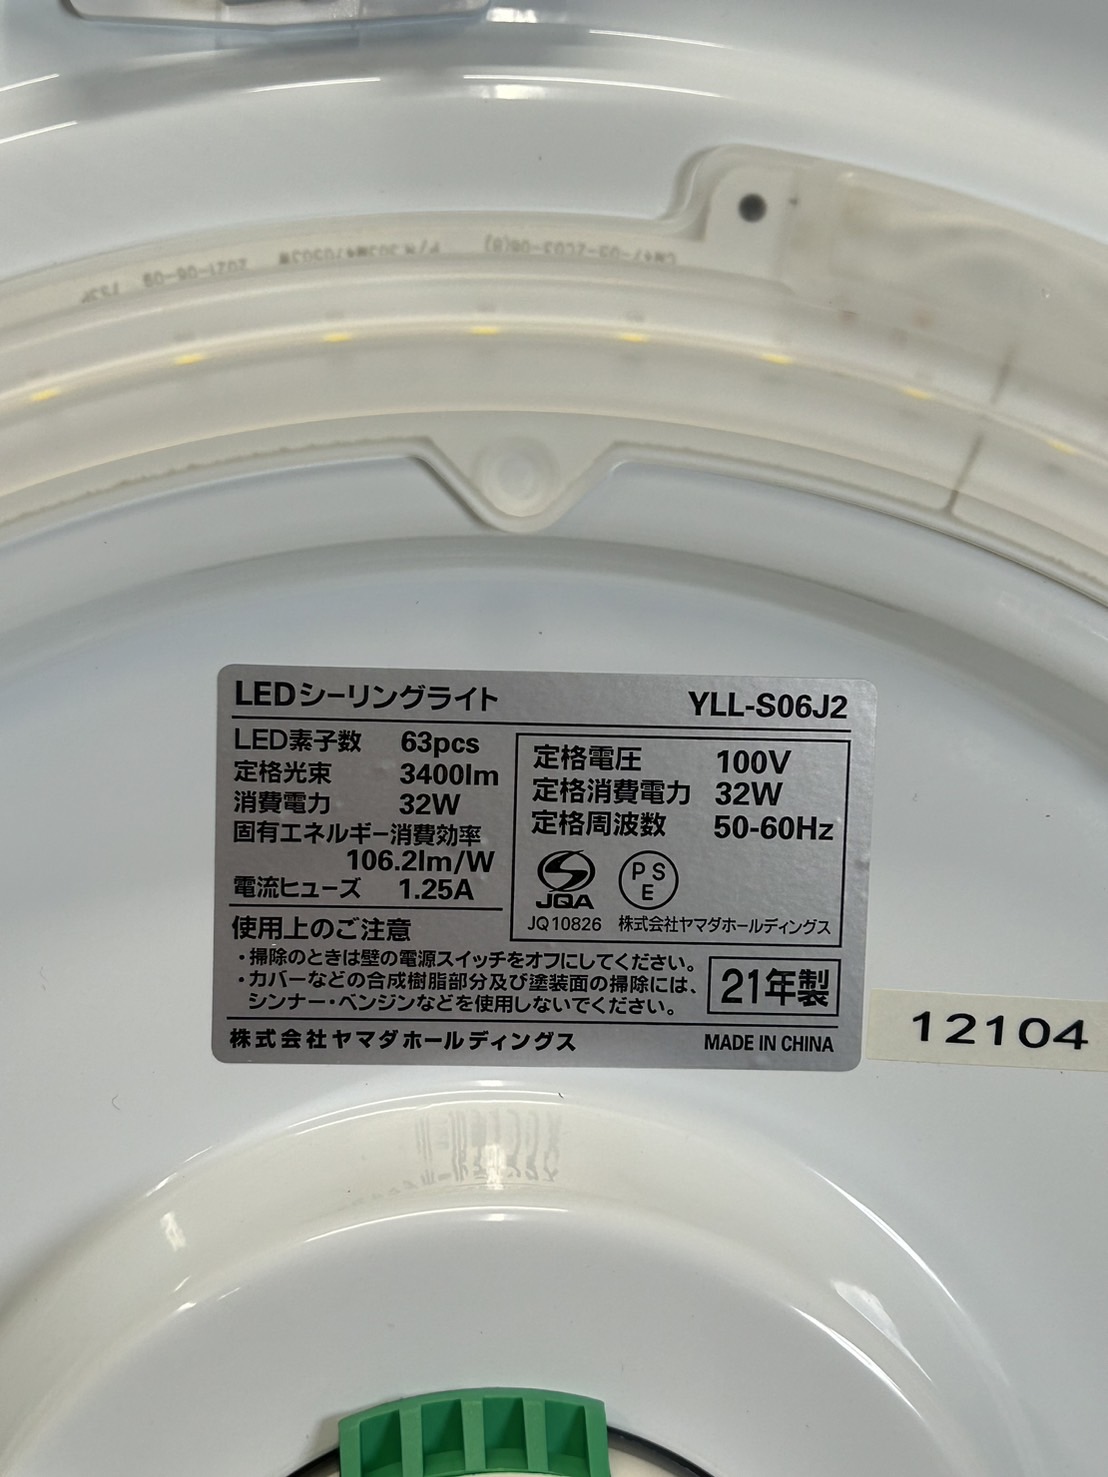 LEDシーリングライト YLL-S06J2
LED素子数 63pcs
定格光束 3400lm
消費電力 32W
固有エネルギー消費効率
106.2lm/W
電流ヒューズ 1.25A
定格電圧 100V
定格消費電力 32W
定格周波数 50-60Hz
JQA
PS
E
JQ10826 株式会社ヤマダホールディングス
使用上のご注意
・掃除のときは壁の電源スイッチをオフにしてください。
・カバーなどの合成樹脂部分及び塗装面の掃除には、
シンナー・ベンジンなどを使用しないでください。
21年製
株式会社ヤマダホールディングス MADE IN CHINA
12104